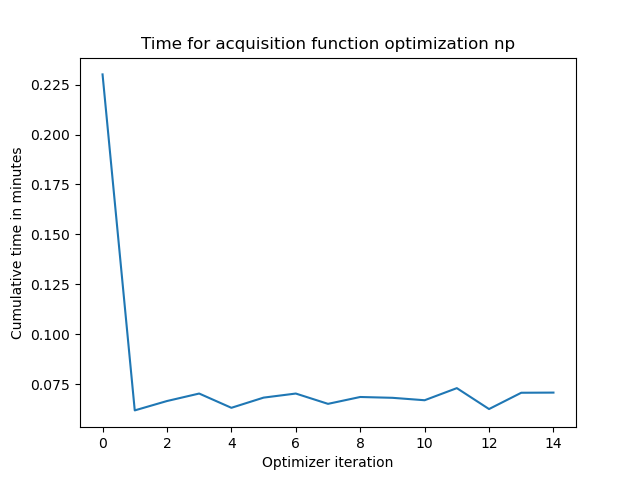 Time for acquisition function optimization np
Cumulative time in minutes
0.225
0.200
0.175
0.150
0.125
0.100
0.075
0 2 4 6 8 10 12 14
Optimizer iteration